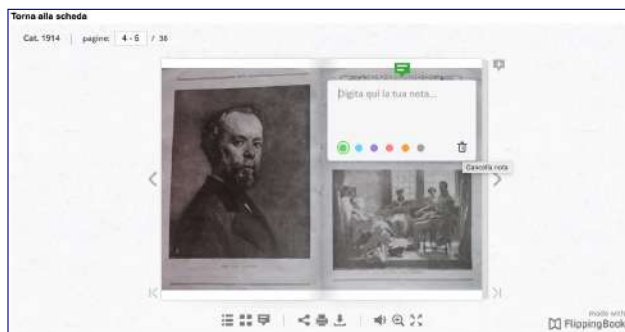 Torna alla scheda
Cat. 1914 | pagine: 4 - 5 / 36
Digita qui la tua nota...
Cancella nota
made with
FlippingBook